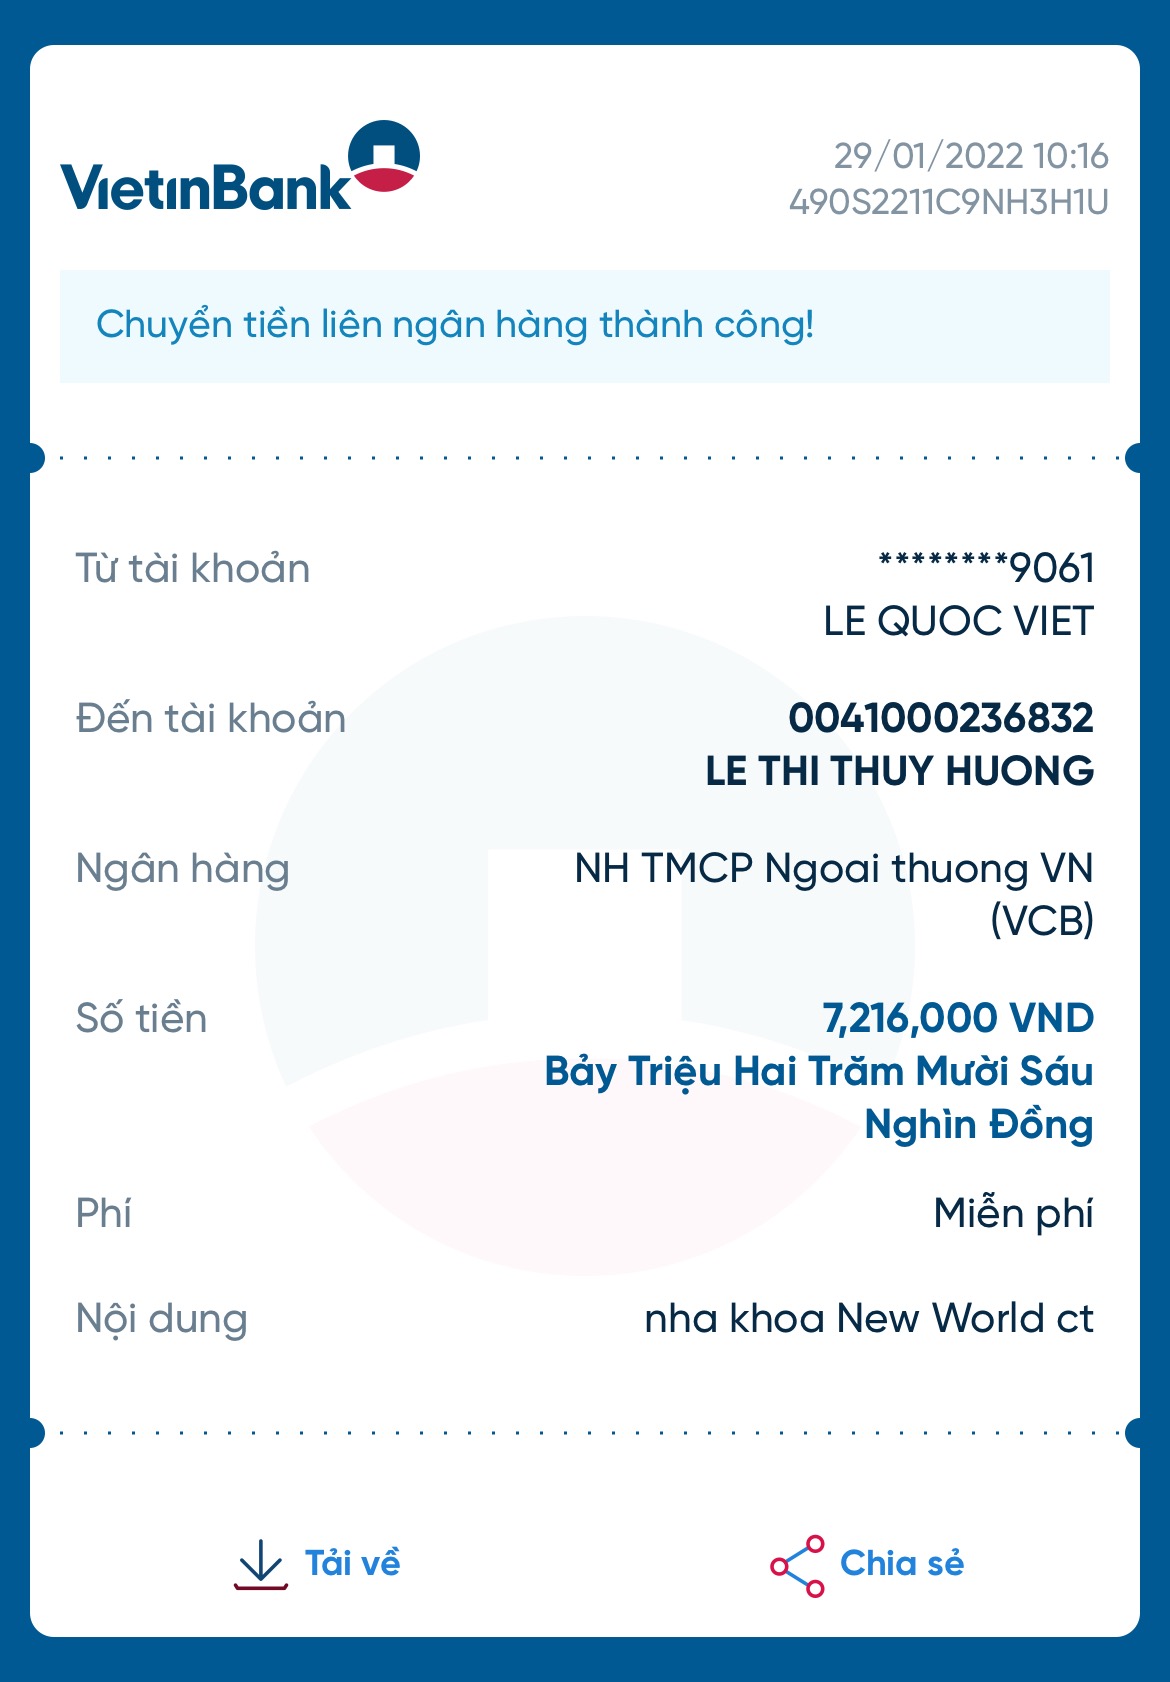 VietinBank
29/01/2022 10:16
490S2211C9NH3H1U
Chuyển tiền liên ngân hàng thành công!
Từ tài khoản
********9061
LE QUOC VIET
Đến tài khoản
0041000236832
LE THI THUY HUONG
Ngân hàng
NH TMCP Ngoai thuong VN
(VCB)
Số tiền
7,216,000 VND
Bảy Triệu Hai Trăm Mười Sáu
Nghìn Đồng
Phí
Miễn phí
Nội dung
nha khoa New World ct
Tải về
Chia sẻ